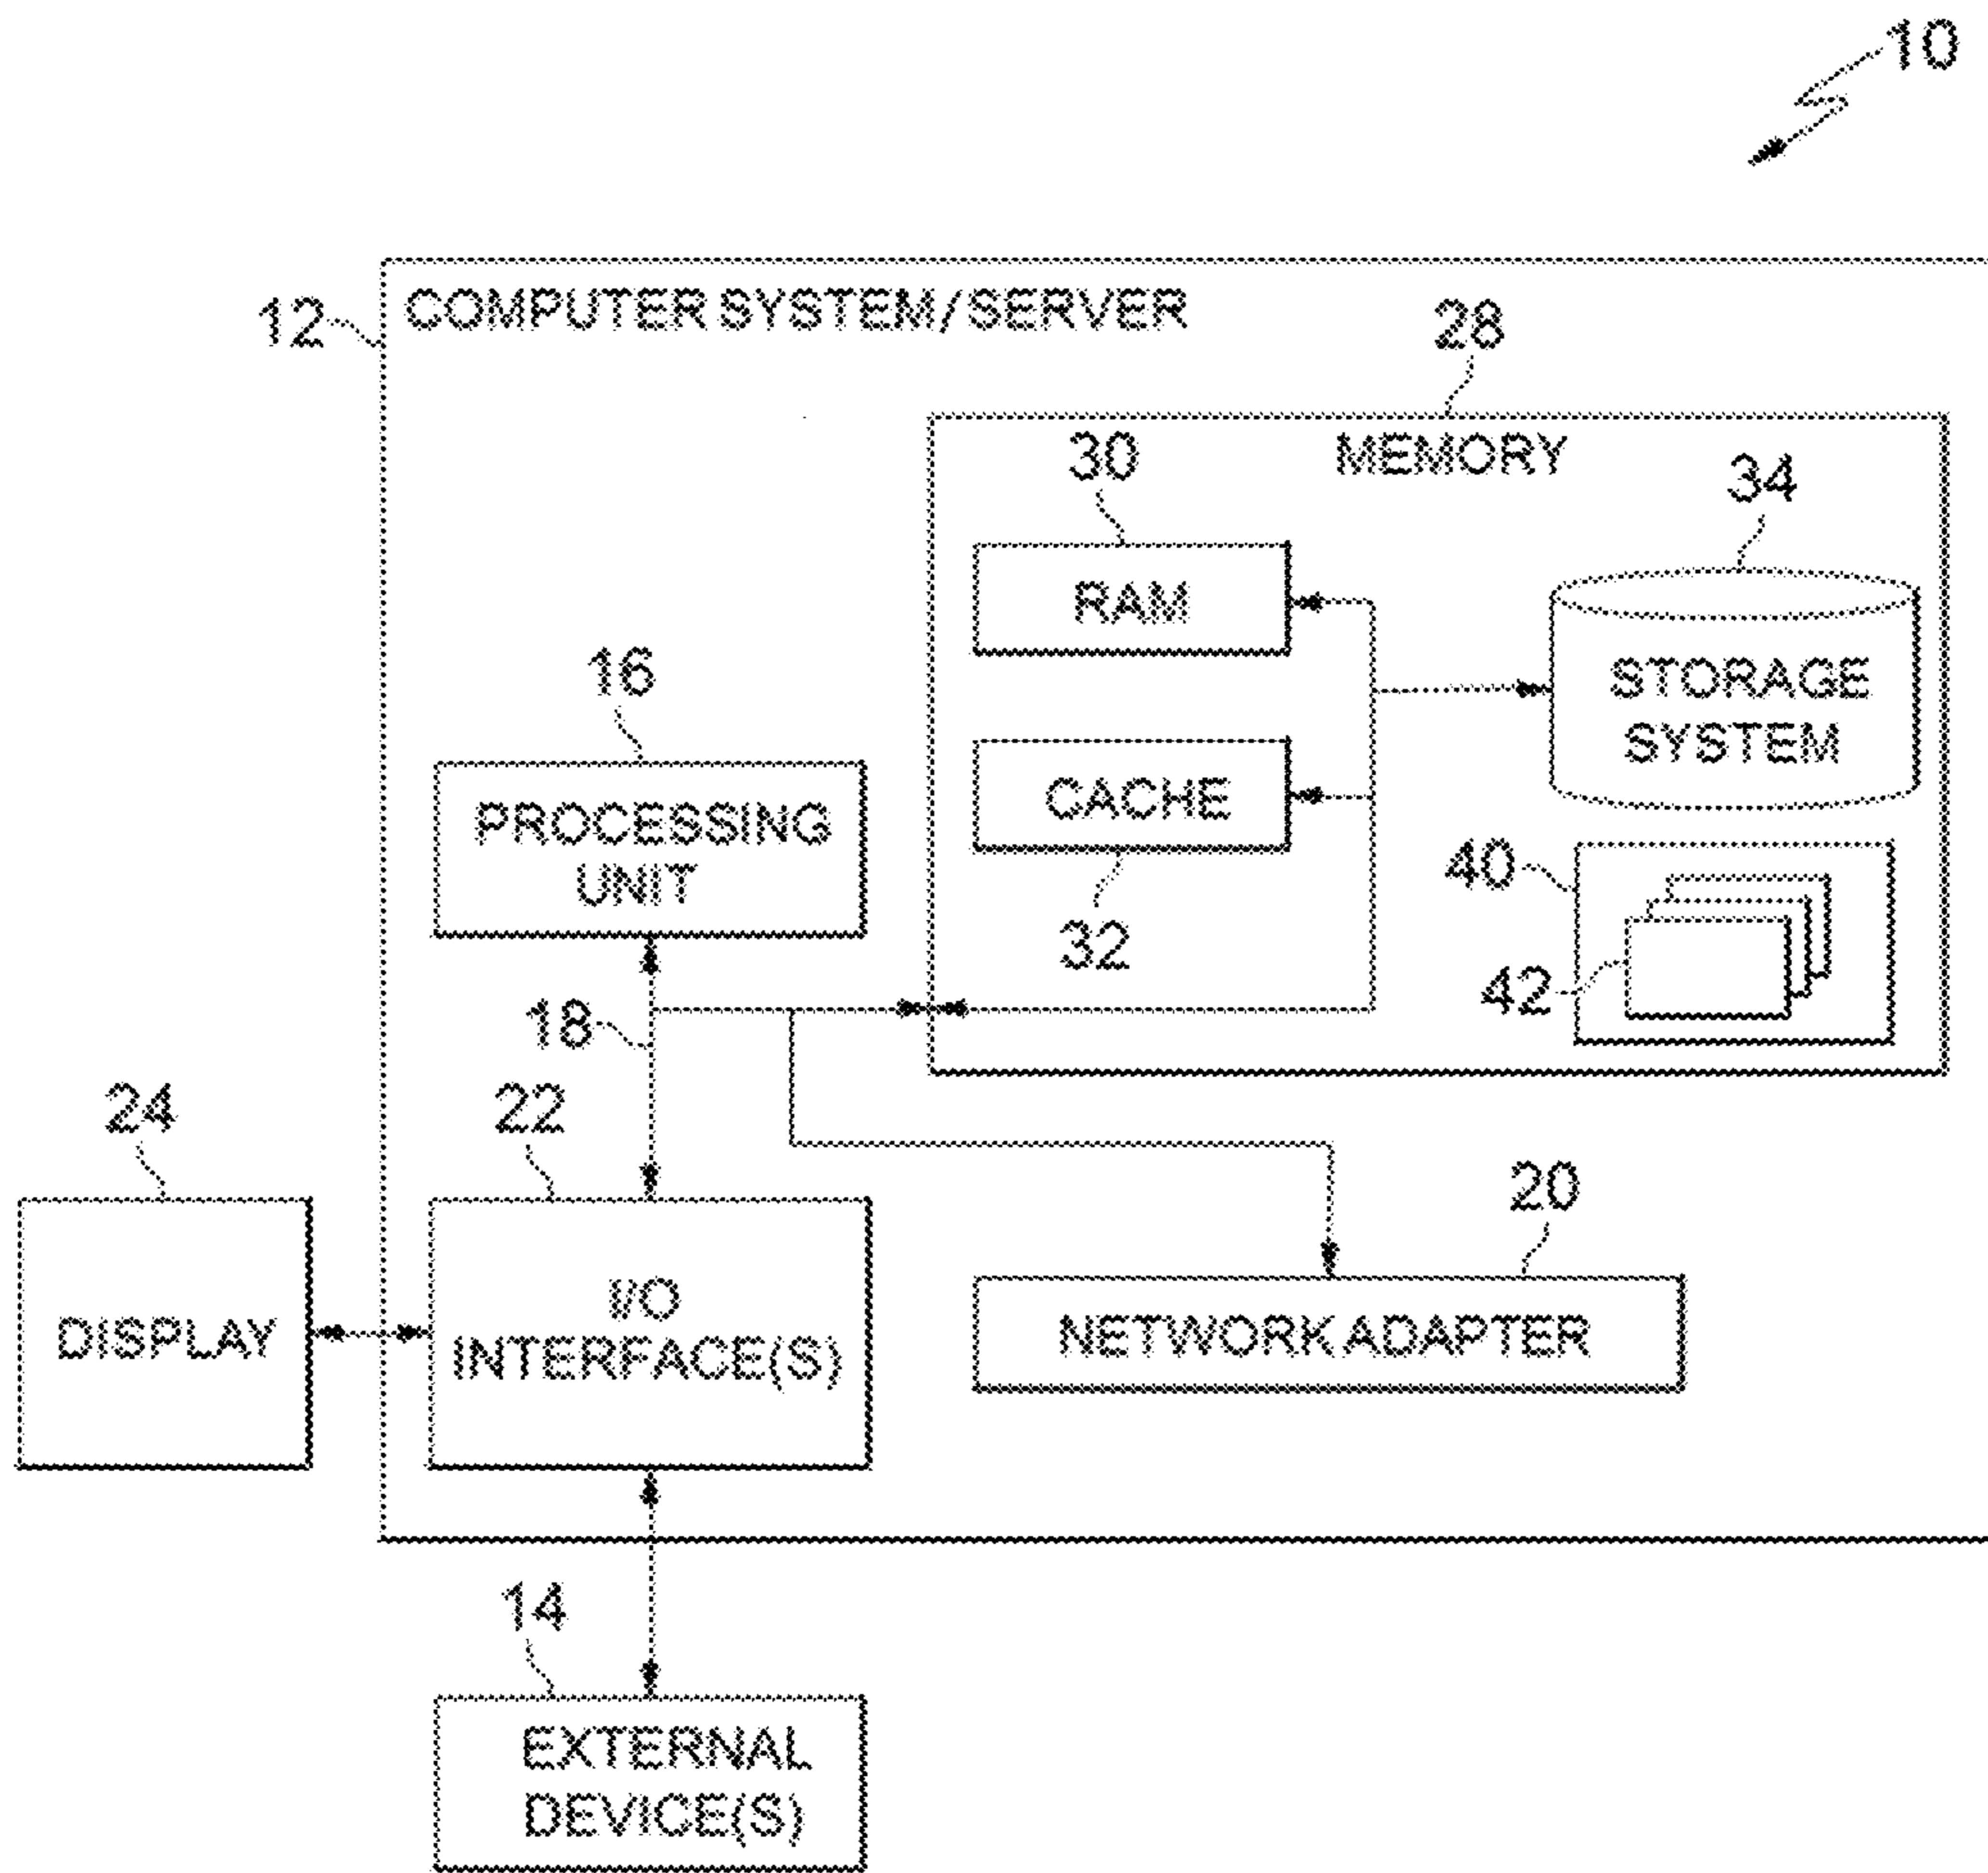 10
12
COMPUTER SYSTEM/SERVER
28
30
MEMORY
34
RAM
16
STORAGE
SYSTEM
CACHE
PROCESSING
UNIT
40
32
42
18
24
22
20
I/O
INTERFACE(S)
DISPLAY
NETWORK ADAPTER
14
EXTERNAL
DEVICE(S)